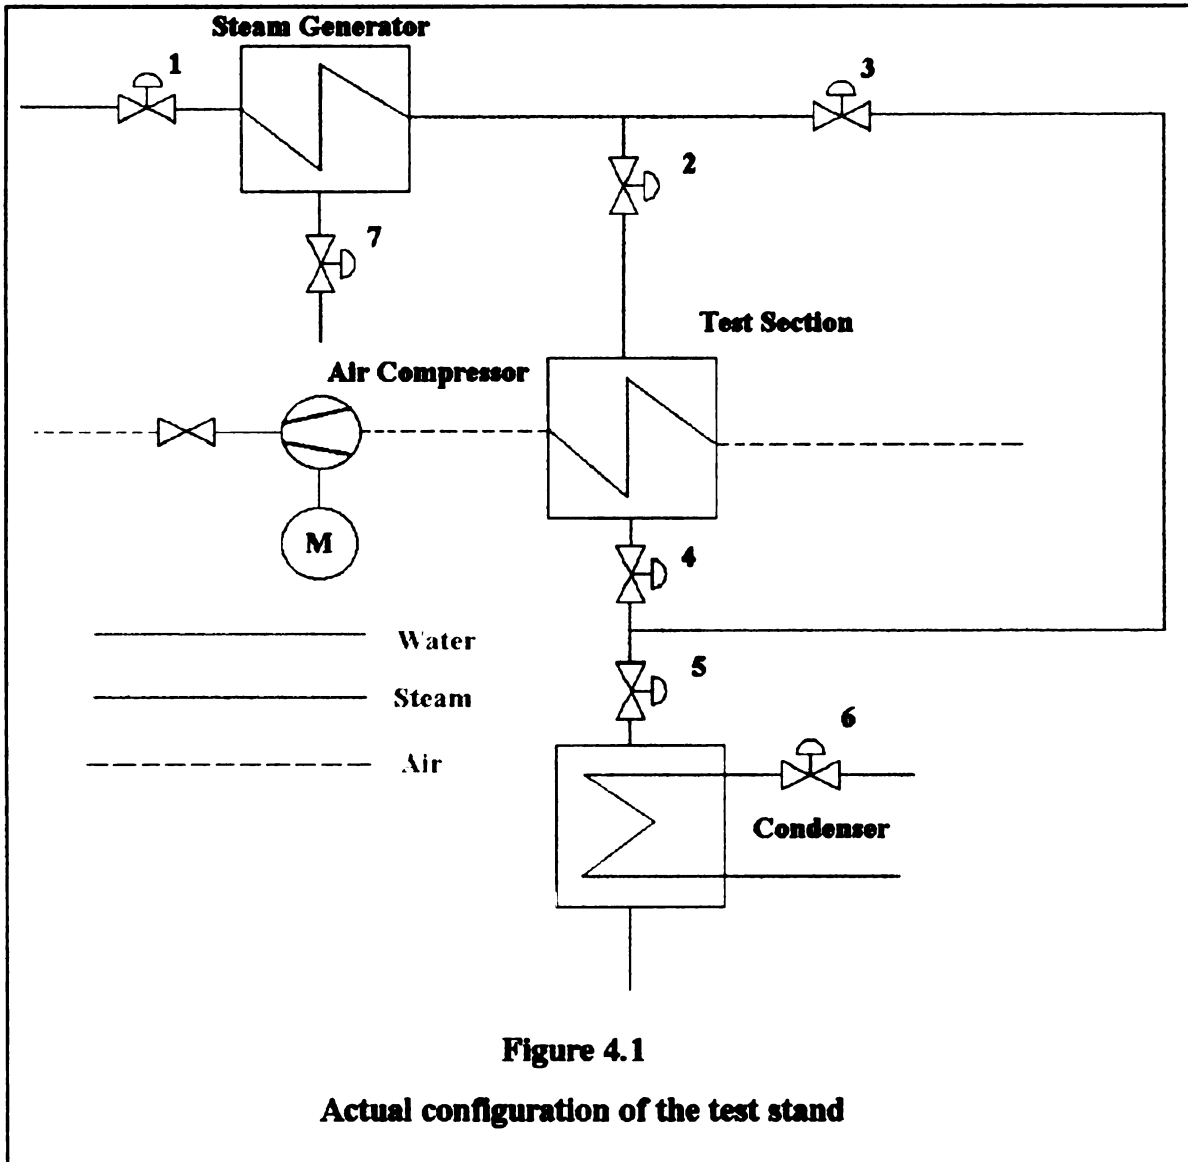 Steam Generator
1
3
2
7
Test Section
Air Compressor
M
4
Water
5
Steam
6
Air
Condenser
Figure 4.1
Actual configuration of the test stand